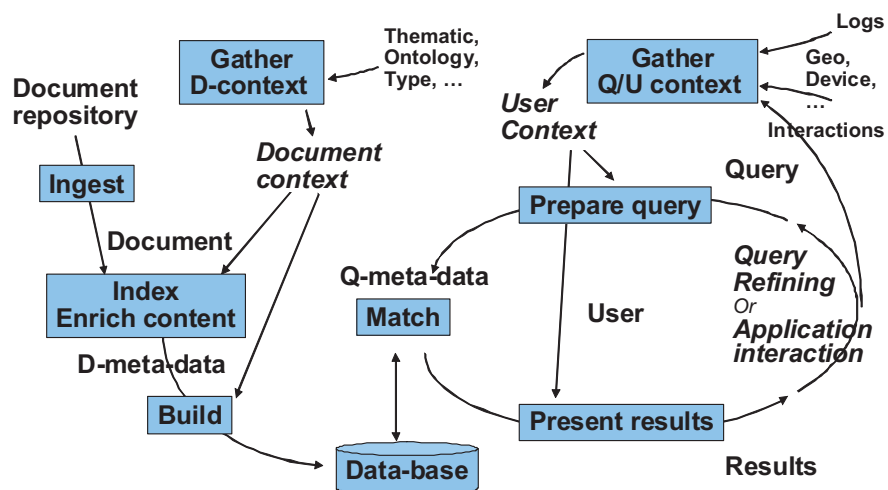 Logs
Thematic,
Ontology,
Type, ...
Gather
D-context
Gather
Q/U context
Geo,
Device,
...
Interactions
Document
repository
User
Context
Document
context
Ingest
Query
Prepare query
Document
Query
Refining
Or
Application
interaction
Q-meta-data
Index
Enrich content
Match
User
D-meta-data
Build
Present results
Data-base
Results